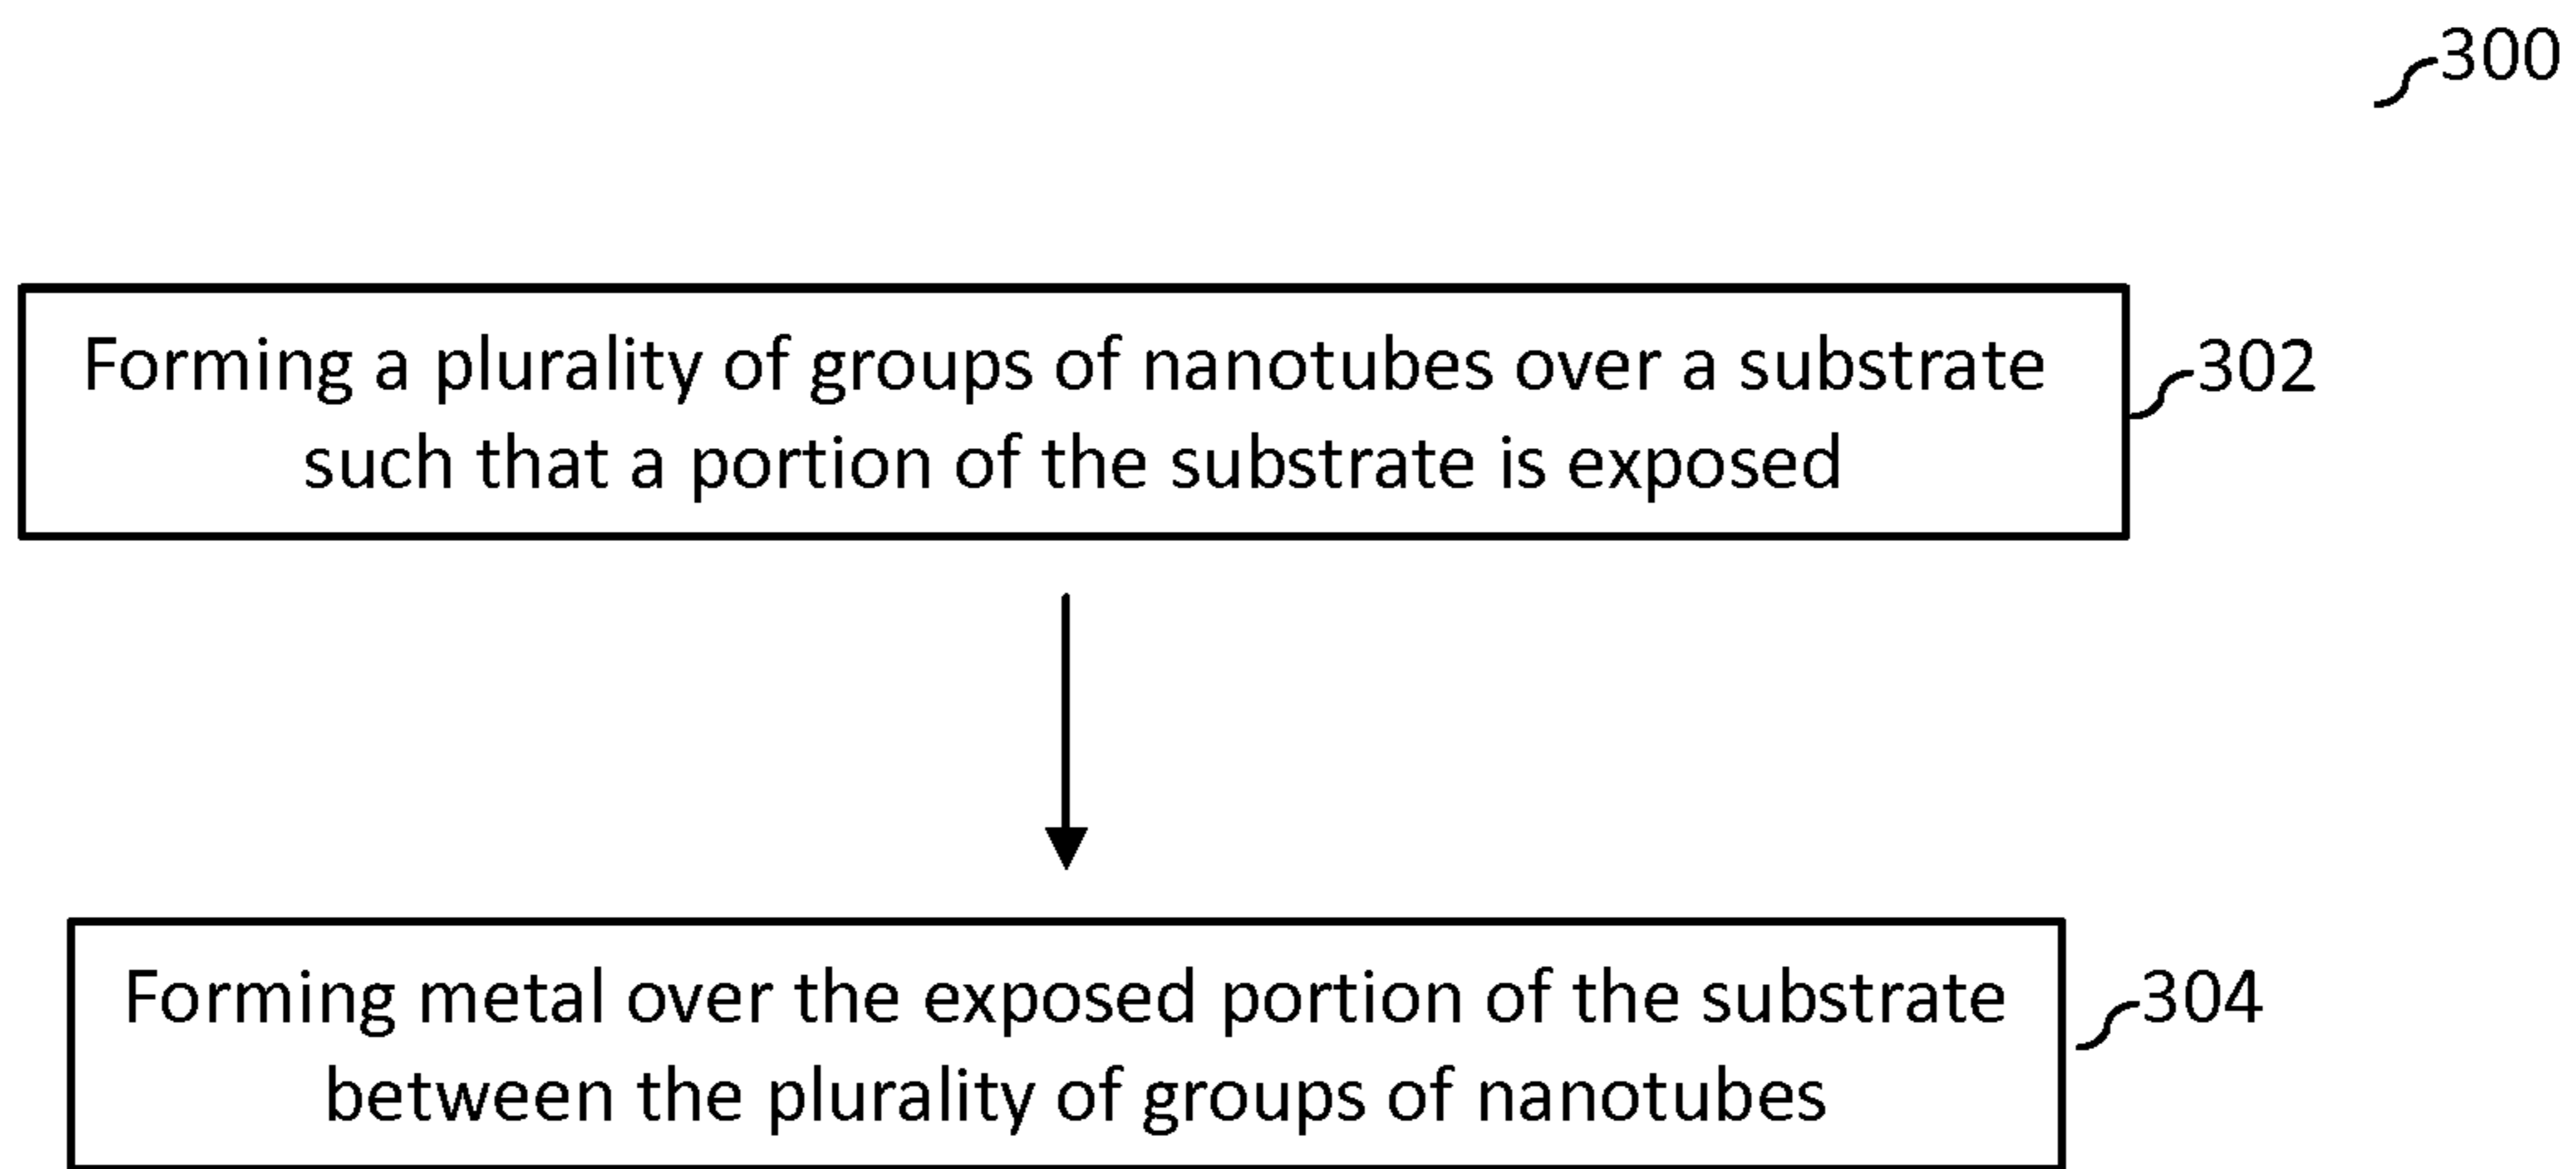 300
Forming a plurality of groups of nanotubes over a substrate
such that a portion of the substrate is exposed
302
Forming metal over the exposed portion of the substrate
between the plurality of groups of nanotubes
304